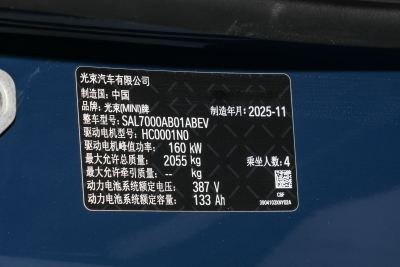 光束汽车有限公司
制造国：中国
品牌：光束(MINI)牌 制造年月：2025-11
整车型号：SAL7000AB01ABEV
驱动电机型号：HC0001N0
驱动电机峰值功率：160 kW
最大允许总质量：2055 kg 乘坐人数：4
最大允许牵引质量：-- kg
动力电池系统额定电压：387 V
动力电池系统额定容量：133 Ah
CBF